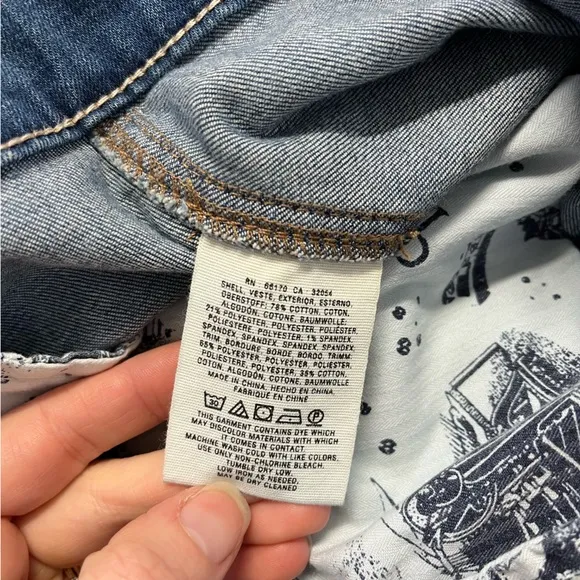 RN 66170 CA 32054
SHELL, VESTE, EXTERIOR, ESTERNO,
OBERSTOFF: 78% COTTON, COTON,
ALGODÓN, COTONE, BAUMWOLLE
21% POLYESTER, POLYESTER, POLIÉSTER,
POLIESTERE, POLYESTER, 1% SPANDEX,
SPANDEX, SPANDEX, SPANDEX, SPANDEX
TRIM, BORDURE, BORDE, BORDO, TRIMM:
65% POLYESTER, POLYESTER, POLIÉSTER,
POLIESTERE, POLYESTER, 35% COTTON,
COTON, ALGODÓN, COTONE, BAUMWOLLE
MADE IN CHINA, HECHO EN CHINA,
FABRIQUÉ EN CHINE
30
THIS GARMENT CONTAINS DYE WHICH
MAY DISCOLOR MATERIALS WITH WHICH
IT COMES IN CONTACT.
MACHINE WASH COLD WITH LIKE COLORS.
USE ONLY NON-CHLORINE BLEACH.
TUMBLE DRY LOW.
LOW IRON AS NEEDED.
MAY BE DRY CLEANED